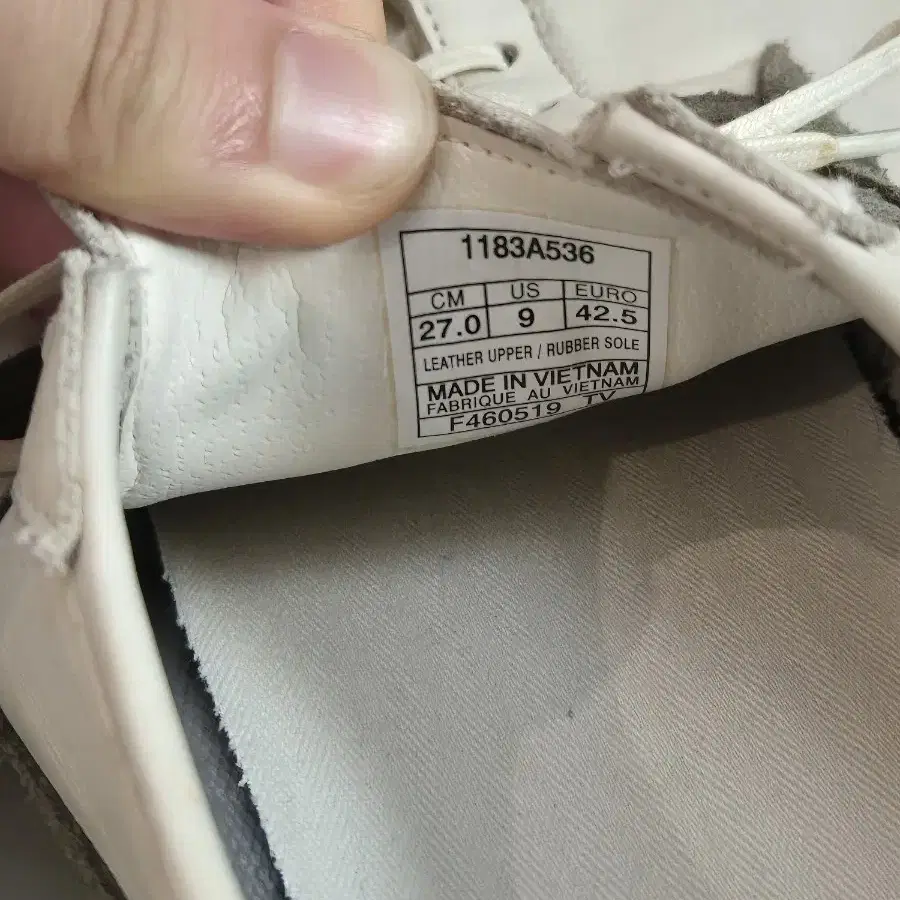 1183A536
CM US EURO
27.0 9 42.5
LEATHER UPPER / RUBBER SOLE
MADE IN VIETNAM
FABRIQUE AU VIETNAM
F460519 TV